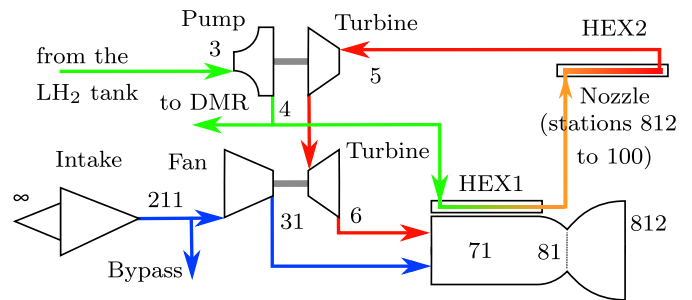 Pump
Turbine
HEX2
3
from the
5
LH2 tank
to DMR
4
Nozzle
(stations 812
to 100)
Intake
Fan
Turbine
HEX1
∞
211
31
6
71
81
812
Bypass